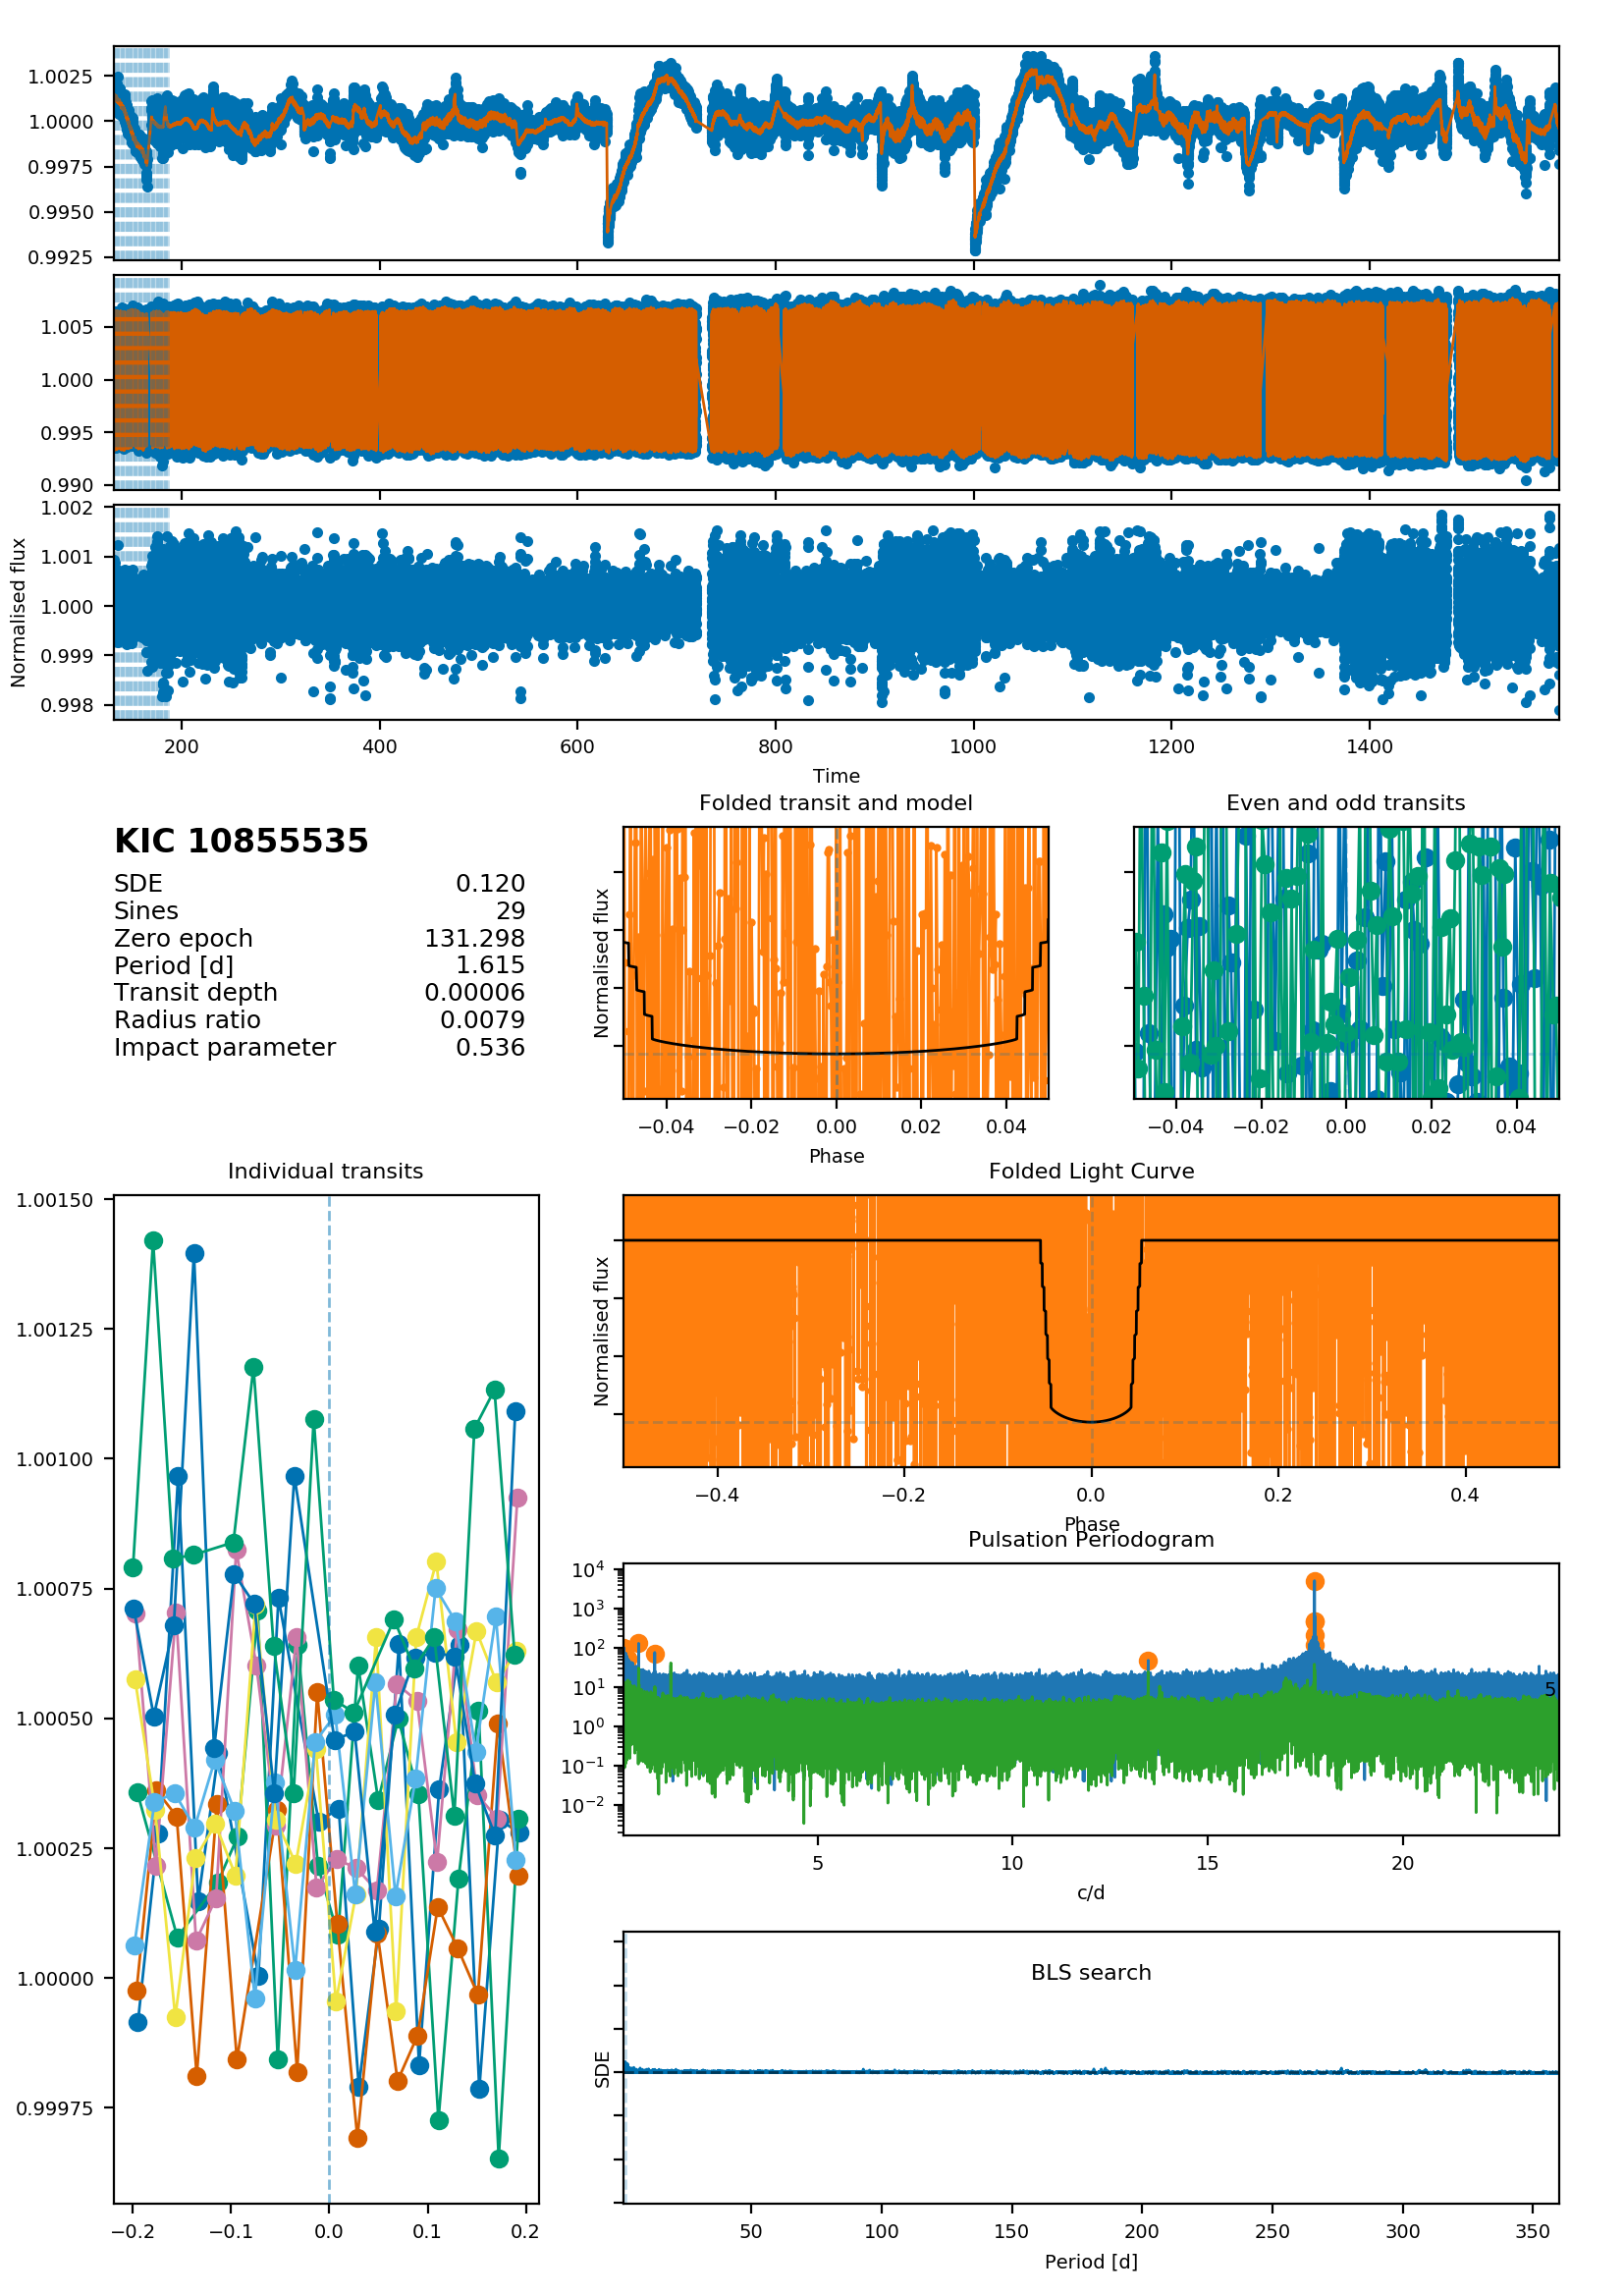 1.0025
1.0000
0.9975
0.9950
0.9925
1.005
1.000
0.995
0.990
1.002
1.001
1.000
0.999
0.998
Normalised flux
200 400 600 800 1000 1200 1400
Time
KIC 10855535
SDE 0.120
Sines 29
Zero epoch 131.298
Period [d] 1.615
Transit depth 0.00006
Radius ratio 0.0079
Impact parameter 0.536
Folded transit and model
Normalised flux
−0.04 −0.02 0.00 0.02 0.04
Phase
Even and odd transits
−0.04 −0.02 0.00 0.02 0.04
Individual transits
1.00150
1.00125
1.00100
1.00075
1.00050
1.00025
1.00000
0.99975
−0.2 −0.1 0.0 0.1 0.2
Folded Light Curve
Normalised flux
−0.4 −0.2 0.0 0.2 0.4
Phase
Pulsation Periodogram
10⁴
10³
10²
10¹
10⁰
10⁻¹
10⁻²
5
5 10 15 20
c/d
BLS search
SDE
50 100 150 200 250 300 350
Period [d]